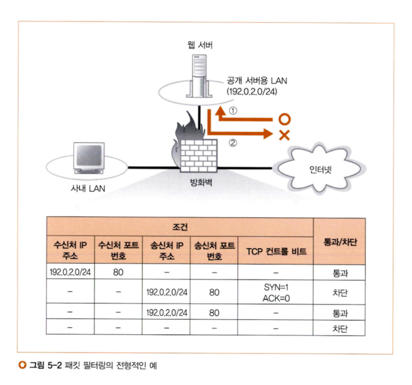 웹 서버
공개 서버용 LAN
(192.0.2.0/24)
①
②
사내 LAN
방화벽
인터넷
조건 통과/차단
수신처 IP 주소 수신처 포트 번호 송신처 IP 주소 송신처 포트 번호 TCP 컨트롤 비트
192.0.2.0/24 80 – – – 통과
– – 192.0.2.0/24 80 SYN=1 ACK=0 차단
– – 192.0.2.0/24 80 – 통과
– – – – – 차단
그림 5-2 패킷 필터링의 전형적인 예